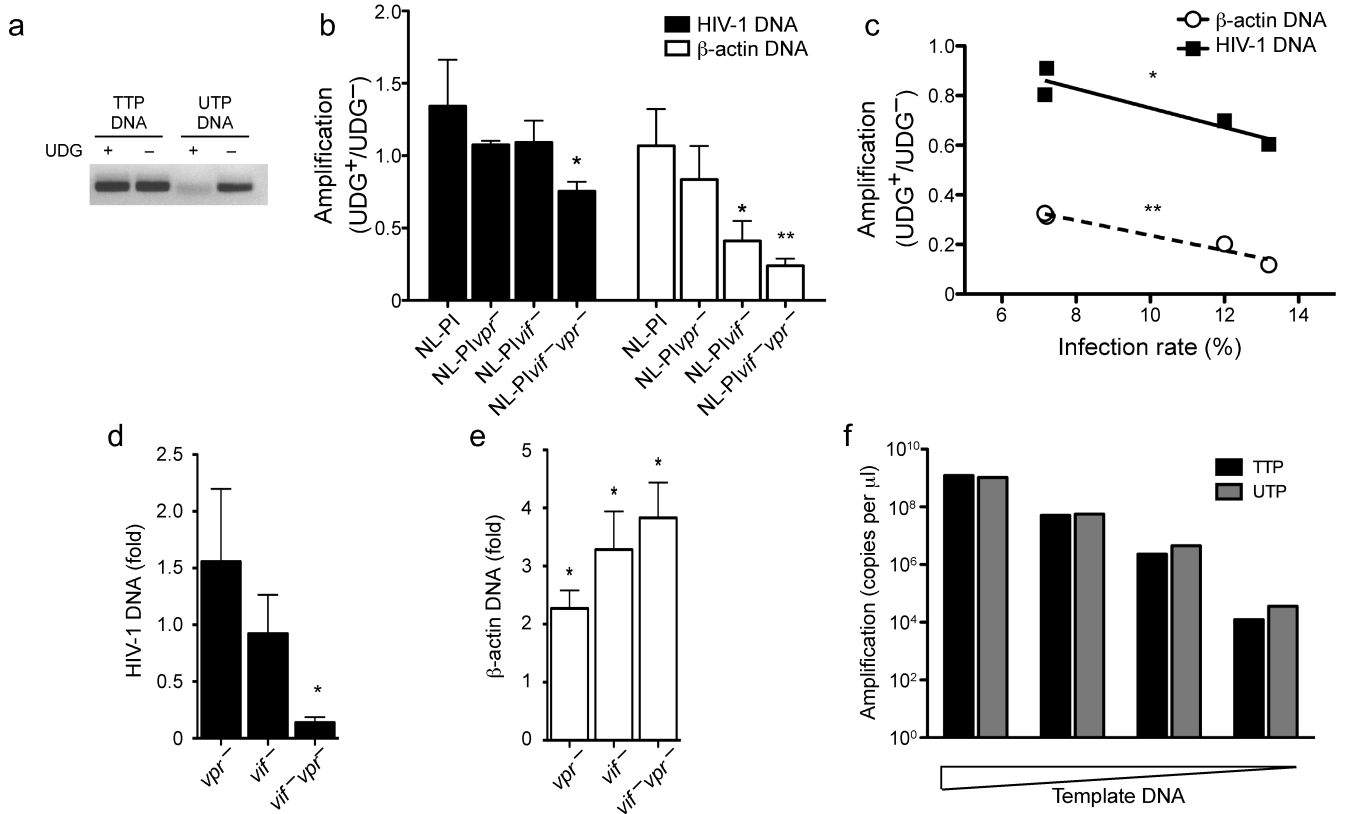 a
TTP DNA
UTP DNA
UDG + – + –
b
HIV-1 DNA
β-actin DNA
Amplification
(UDG⁺/UDG⁻)
2.0
1.5
1.0
0.5
0
NL-PI
NL-PIvpr⁻
NL-PIvif⁻
NL-PIvif⁻vpr⁻
NL-PI
NL-PIvpr⁻
NL-PIvif⁻
NL-PIvif⁻vpr⁻
*
*
**
c
β-actin DNA
HIV-1 DNA
Amplification
(UDG⁺/UDG⁻)
1.0
0.8
0.6
0.4
0.2
0
*
**
6 8 10 12 14
Infection rate (%)
d
HIV-1 DNA (fold)
2.5
2.0
1.5
1.0
0.5
0
*
vpr⁻
vif⁻
vif⁻vpr⁻
e
β-actin DNA (fold)
5
4
3
2
1
0
*
*
*
vpr⁻
vif⁻
vif⁻vpr⁻
f
TTP
UTP
Amplification (copies per µl)
10¹⁰
10⁸
10⁶
10⁴
10²
10⁰
Template DNA